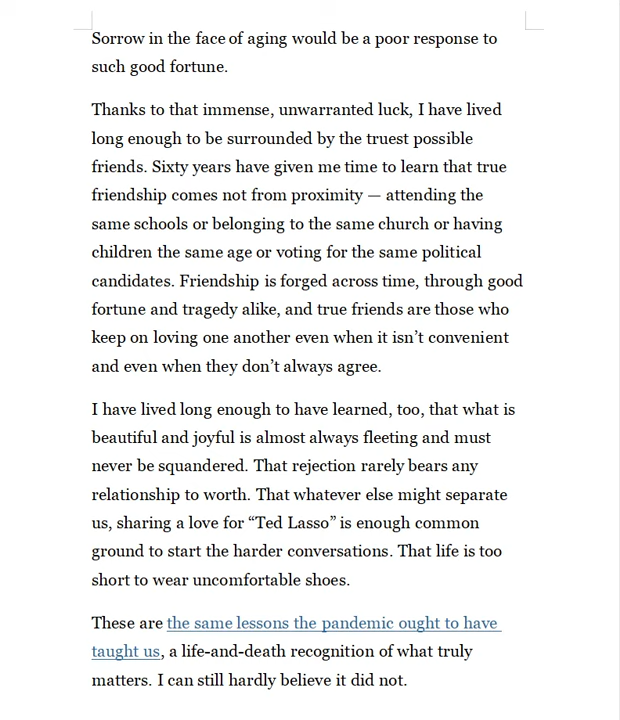 Sorrow in the face of aging would be a poor response to
such good fortune.
Thanks to that immense, unwarranted luck, I have lived
long enough to be surrounded by the truest possible
friends. Sixty years have given me time to learn that true
friendship comes not from proximity — attending the
same schools or belonging to the same church or having
children the same age or voting for the same political
candidates. Friendship is forged across time, through good
fortune and tragedy alike, and true friends are those who
keep on loving one another even when it isn’t convenient
and even when they don’t always agree.
I have lived long enough to have learned, too, that what is
beautiful and joyful is almost always fleeting and must
never be squandered. That rejection rarely bears any
relationship to worth. That whatever else might separate
us, sharing a love for “Ted Lasso” is enough common
ground to start the harder conversations. That life is too
short to wear uncomfortable shoes.
These are the same lessons the pandemic ought to have
taught us, a life-and-death recognition of what truly
matters. I can still hardly believe it did not.